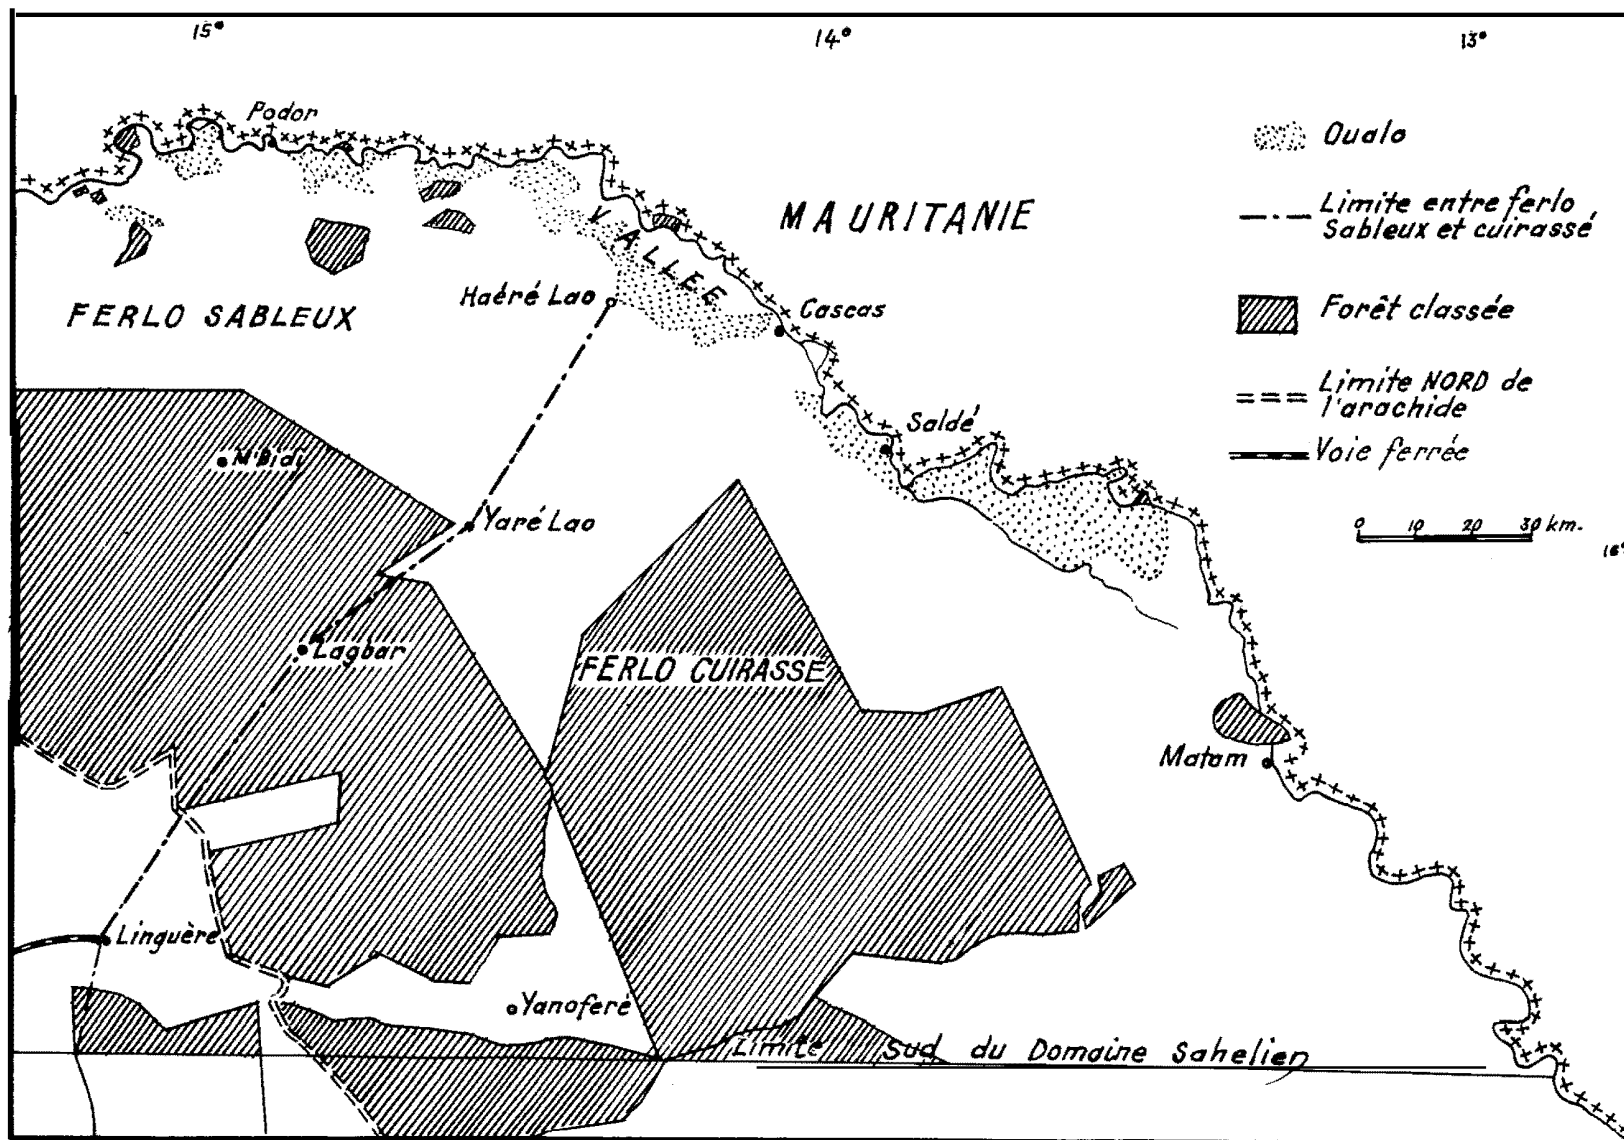 15°
14°
13°
Podor
Oualo
MAURITANIE
Limite entre ferlo
Sableux et cuirassé
VALLEE
Haéré Lao
Cascas
Forêt classée
FERLO SABLEUX
Limite NORD de
l'arachide
Saldé
Voie ferrée
M'Bidi
Yaré Lao
0 10 20 30 km.
16°
Lagbar
FERLO CUIRASSE
Matam
Linguère
Yanoferé
Limite Sud du Domaine Sahelien